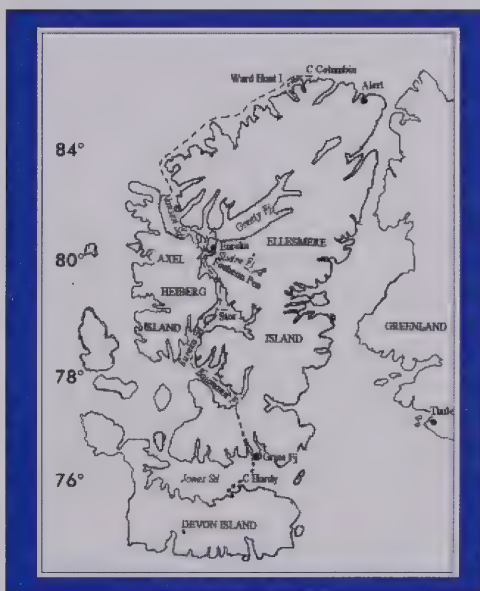 C Columbia
Ward Hunt I
Alert
84°
Greely Fj
Eureka
80°
AXEL
ELLESMERE
HEIBERG
Stor I
ISLAND
ISLAND
GREENLAND
78°
Thule
Grise Fj
76°
Jones Sd
C Hardy
DEVON ISLAND